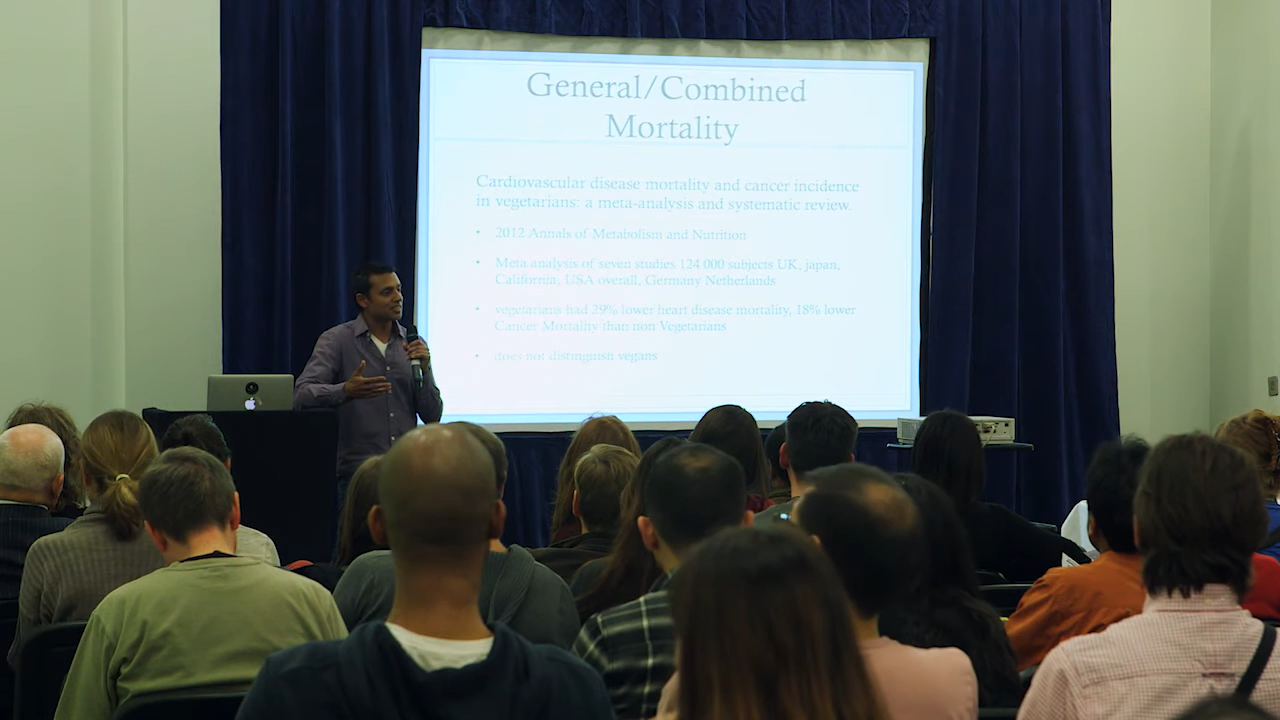 General/Combined
Mortality
Cardiovascular disease mortality and cancer incidence
in vegetarians: a meta-analysis and systematic review.
• 2012 Annals of Metabolism and Nutrition
• Meta analysis of seven studies 124,000 subjects UK, japan,
California, USA overall, Germany Netherlands
• vegetarians had 29% lower heart disease mortality, 18% lower
Cancer Mortality than non Vegetarians
• does not distinguish vegans